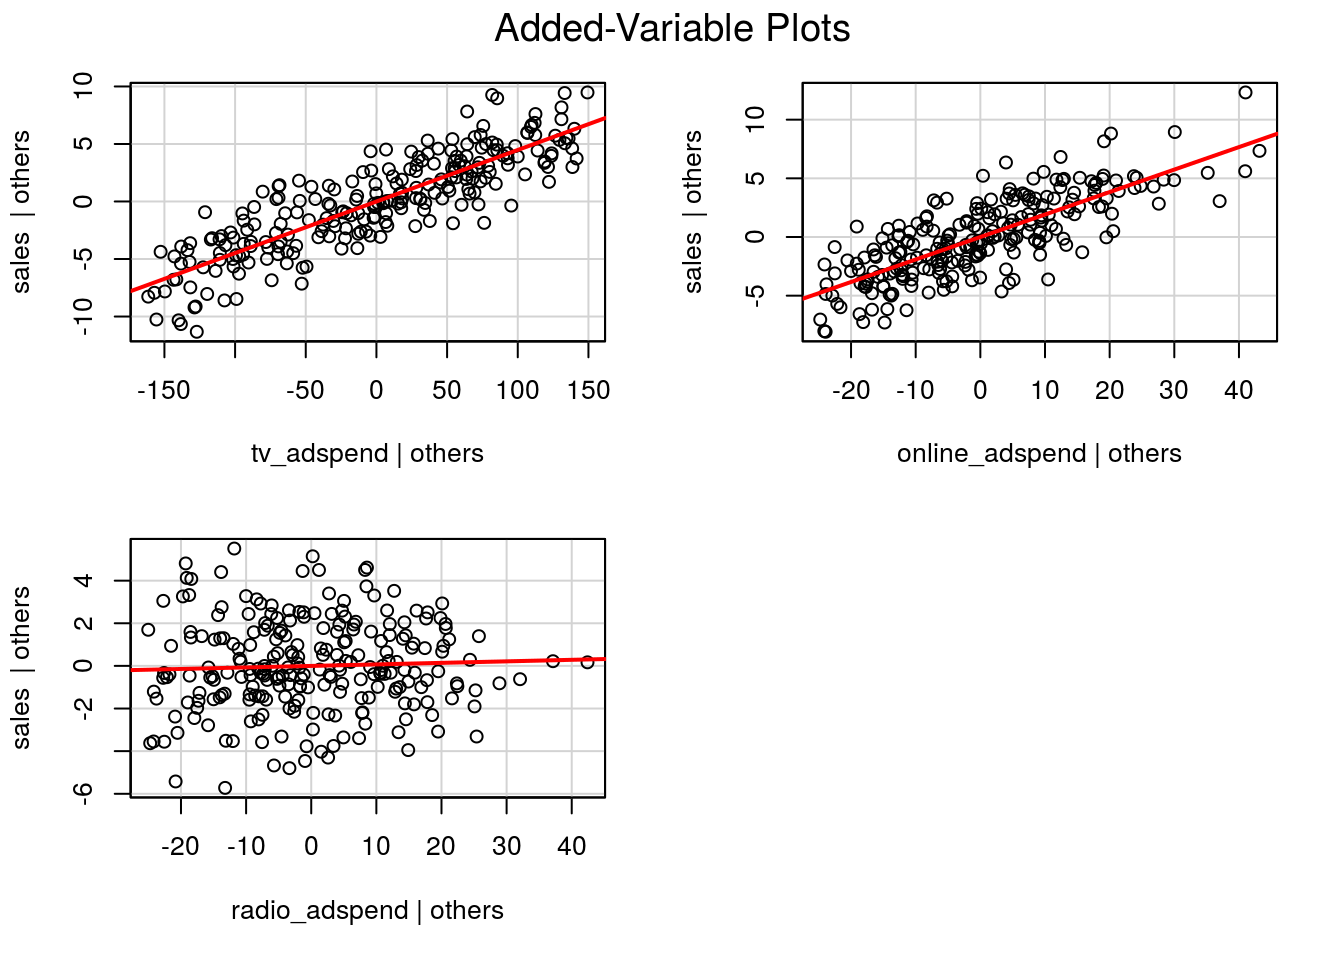 Added-Variable Plots
sales | others
10
5
0
-5
-10
-150 -50 0 50 100 150
tv_adspend | others
sales | others
10
5
0
-5
-20 -10 0 10 20 30 40
online_adspend | others
sales | others
4
2
0
-2
-6
-20 -10 0 10 20 30 40
radio_adspend | others